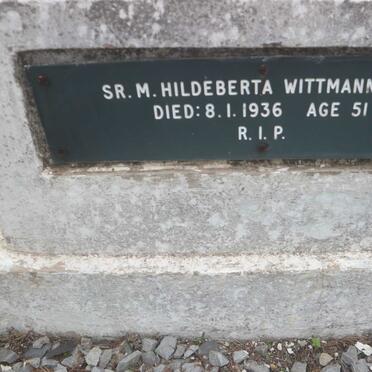 SR. M. HILDEBERTA WITTMANN
DIED: 8.1.1936 AGE 51
R.I.P.